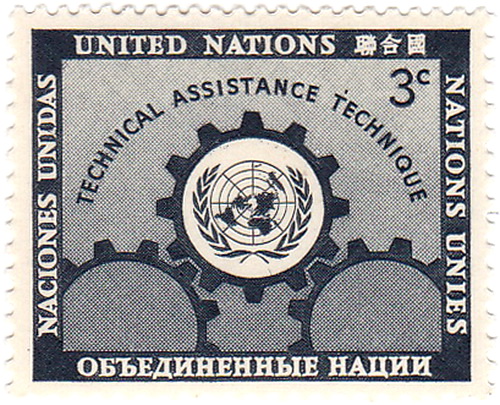 UNITED NATIONS 聯合國
3c
TECHNICAL ASSISTANCE TECHNIQUE
NACIONES UNIDAS
NATIONS UNIES
ОБЪЕДИНЕННЫЕ НАЦИИ